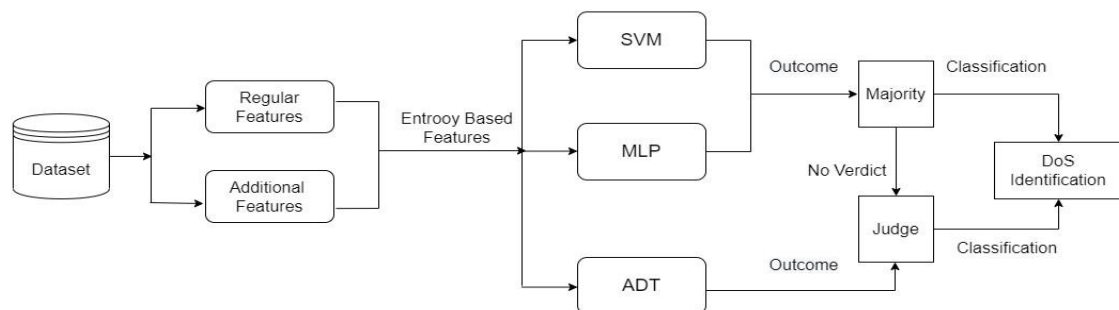 Dataset
Regular
Features
Additional
Features
Entrooy Based
Features
SVM
MLP
ADT
Outcome
Majority
Classification
No Verdict
Outcome
Judge
Classification
DoS
Identification